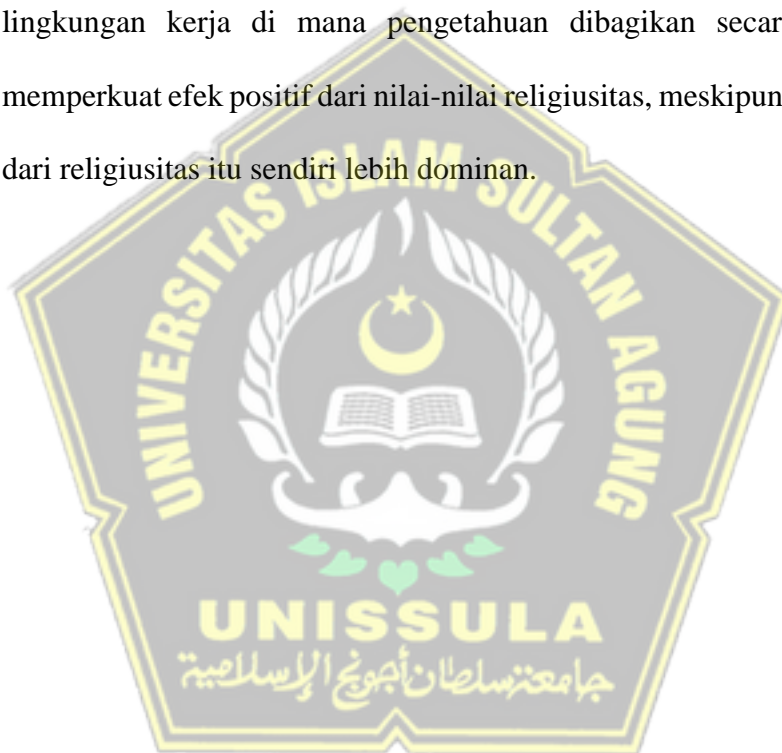 lingkungan kerja di mana pengetahuan dibagikan secar
memperkuat efek positif dari nilai-nilai religiusitas, meskipun
dari religiusitas itu sendiri lebih dominan.
UNIVERSITAS ISLAM SULTAN AGUNG
UNISSULA
جامعة سلطان أجونج الإسلامية